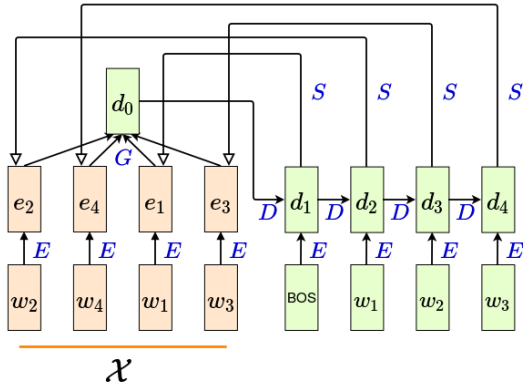 S S S S
d₀
G
e₂ e₄ e₁ e₃ D d₁ D d₂ D d₃ D d₄
E E E E E E E E
w₂ w₄ w₁ w₃ BOS w₁ w₂ w₃
𝒳